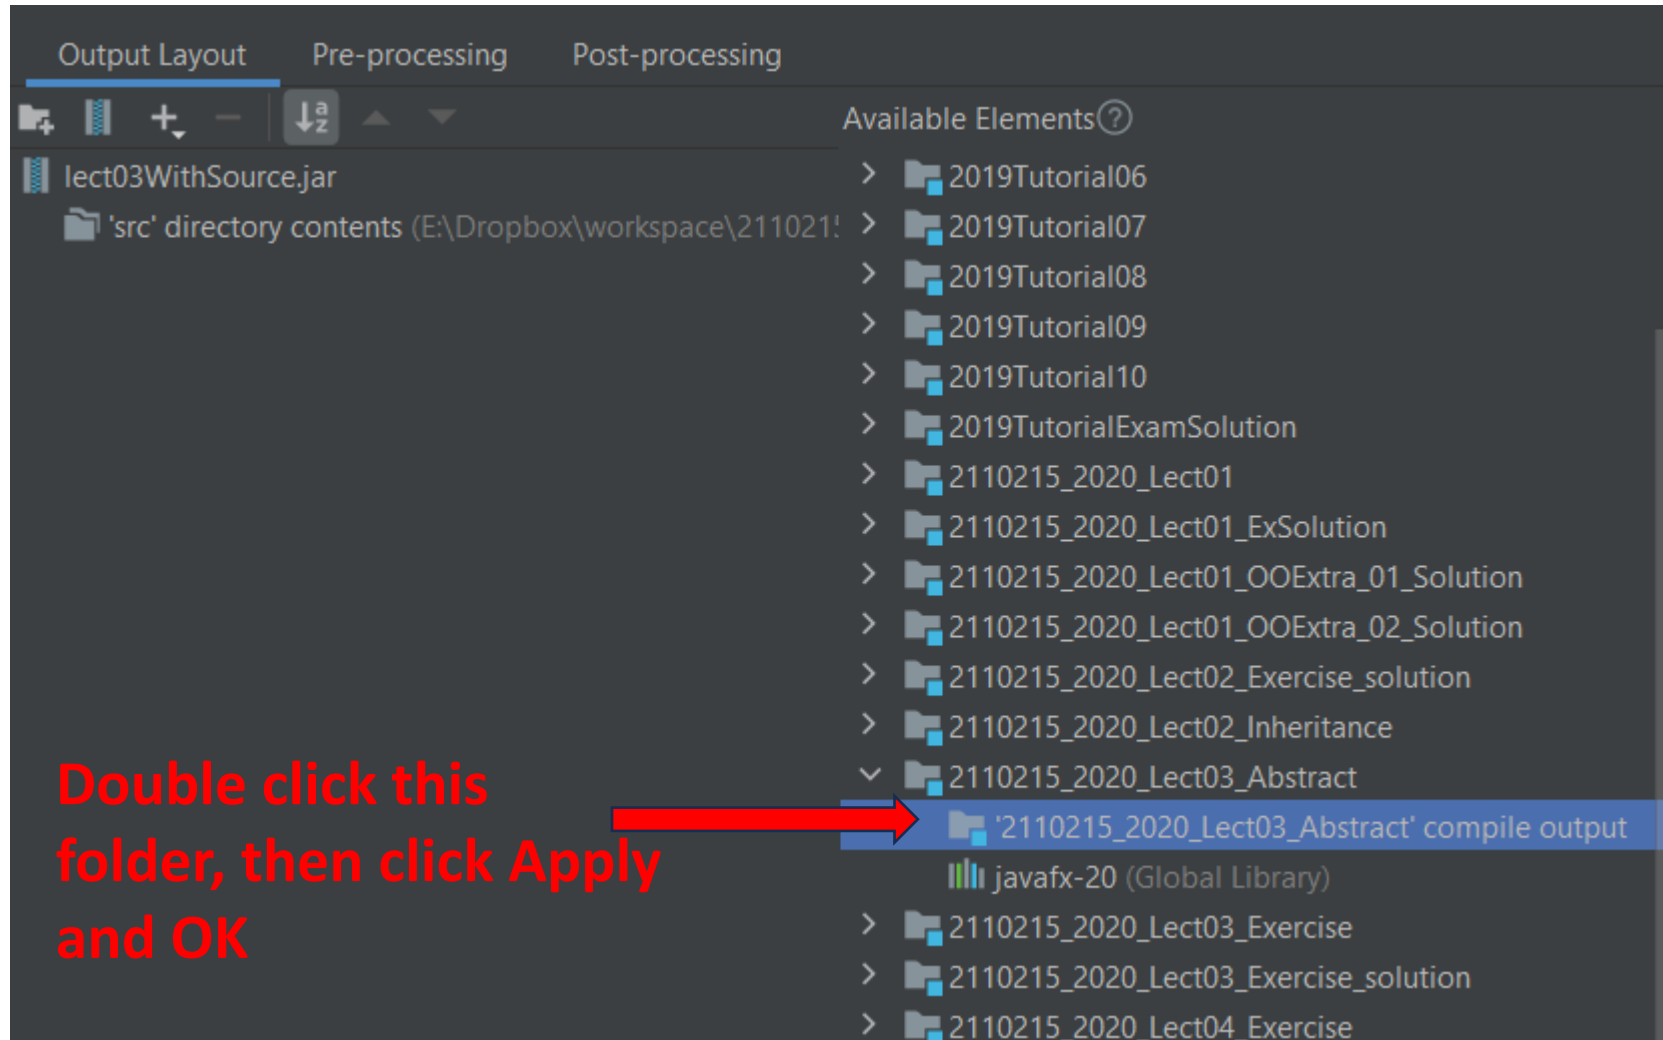 Output Layout Pre-processing Post-processing
Available Elements
lect03WithSource.jar
'src' directory contents (E:\Dropbox\workspace\211021
2019Tutorial06
2019Tutorial07
2019Tutorial08
2019Tutorial09
2019Tutorial10
2019TutorialExamSolution
2110215_2020_Lect01
2110215_2020_Lect01_ExSolution
2110215_2020_Lect01_OOExtra_01_Solution
2110215_2020_Lect01_OOExtra_02_Solution
2110215_2020_Lect02_Exercise_solution
2110215_2020_Lect02_Inheritance
2110215_2020_Lect03_Abstract
'2110215_2020_Lect03_Abstract' compile output
javafx-20 (Global Library)
2110215_2020_Lect03_Exercise
2110215_2020_Lect03_Exercise_solution
2110215_2020_Lect04_Exercise
Double click this
folder, then click Apply
and OK